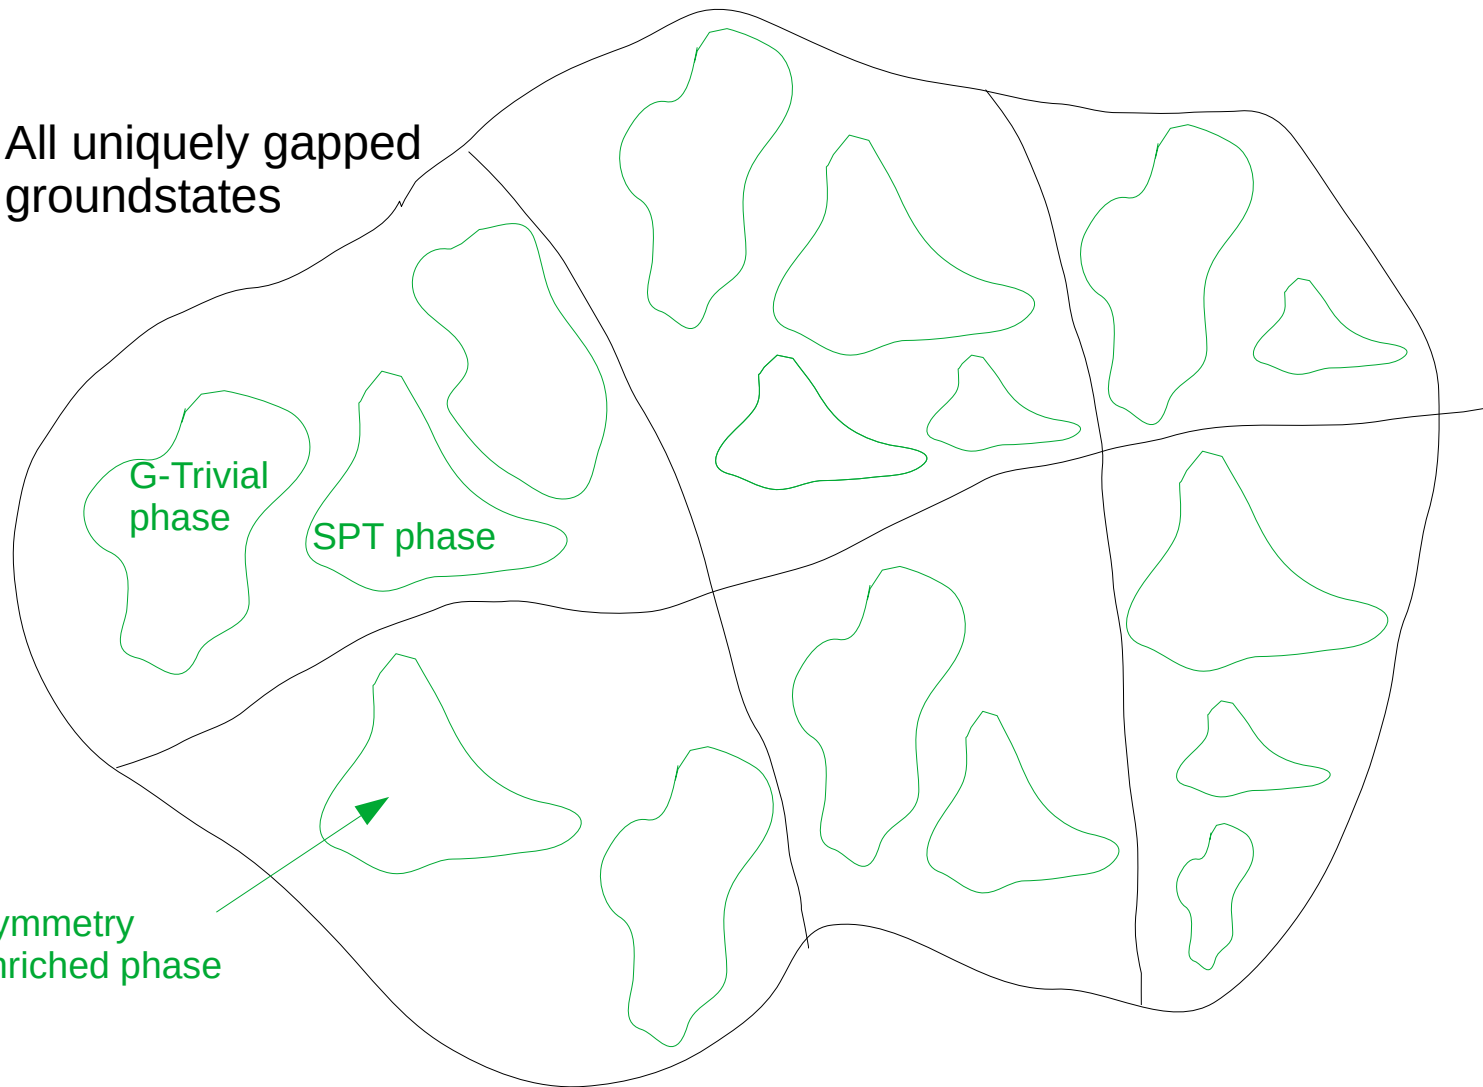 All uniquely gapped
groundstates
G-Trivial
phase
SPT phase
ymmetry
nriched phase